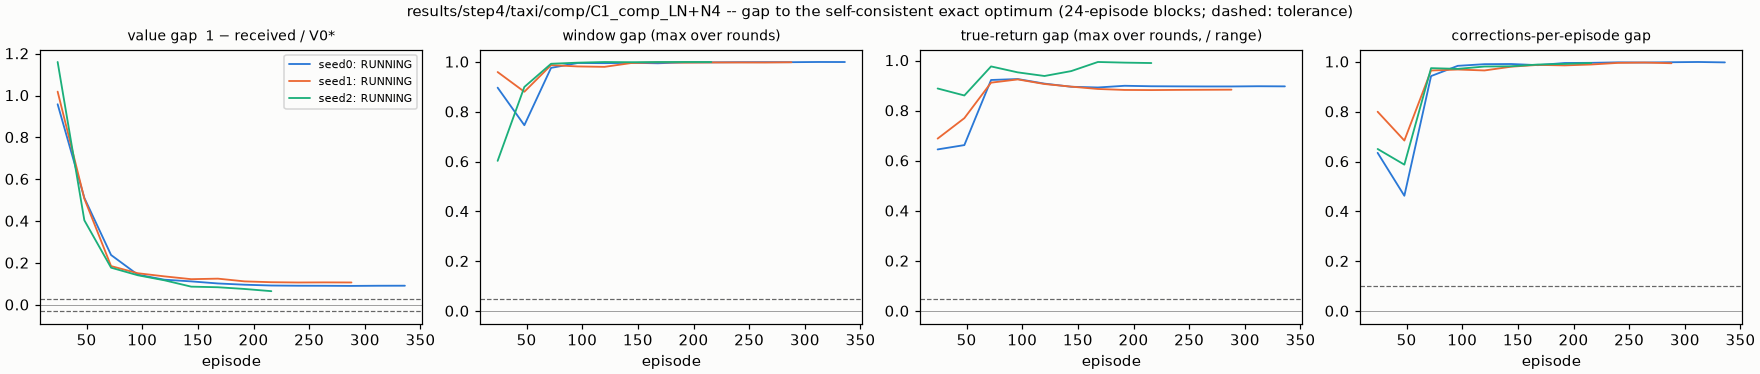 results/step4/taxi/comp/C1_comp_LN+N4 -- gap to the self-consistent exact optimum (24-episode blocks; dashed: tolerance)
value gap 1 − received / V0*
1.2
1.0
0.8
0.6
0.4
0.2
0.0
seed0: RUNNING
seed1: RUNNING
seed2: RUNNING
50 100 150 200 250 300 350
episode
window gap (max over rounds)
1.0
0.8
0.6
0.4
0.2
0.0
50 100 150 200 250 300 350
episode
true-return gap (max over rounds, / range)
1.0
0.8
0.6
0.4
0.2
0.0
50 100 150 200 250 300 350
episode
corrections-per-episode gap
1.0
0.8
0.6
0.4
0.2
0.0
50 100 150 200 250 300 350
episode